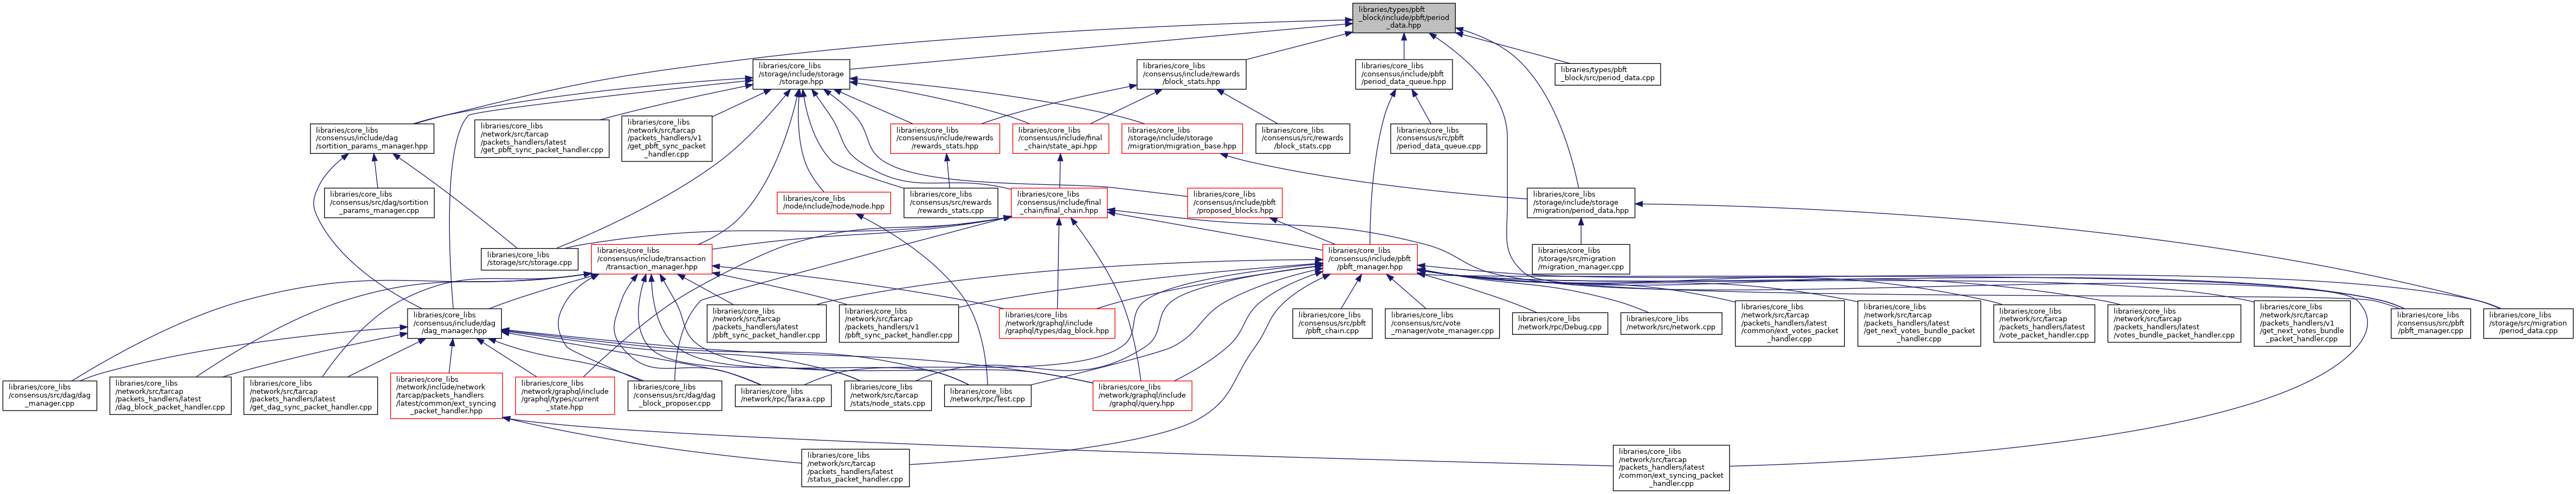 libraries/types/pbft
_block/include/pbft/period
_data.hpp
libraries/core_libs
/storage/include/storage
/storage.hpp
libraries/core_libs
/consensus/include/rewards
/block_stats.hpp
libraries/core_libs
/consensus/include/pbft
/period_data_queue.hpp
libraries/types/pbft
_block/src/period_data.cpp
libraries/core_libs
/consensus/include/dag
/sortition_params_manager.hpp
libraries/core_libs
/network/src/tarcap
/packets_handlers/latest
/get_pbft_sync_packet_handler.cpp
libraries/core_libs
/network/src/tarcap
/packets_handlers/v1
/get_pbft_sync_packet
_handler.cpp
libraries/core_libs
/consensus/include/rewards
/rewards_stats.hpp
libraries/core_libs
/consensus/include/final
_chain/state_api.hpp
libraries/core_libs
/storage/include/storage
/migration/migration_base.hpp
libraries/core_libs
/consensus/src/rewards
/block_stats.cpp
libraries/core_libs
/consensus/src/pbft
/period_data_queue.cpp
libraries/core_libs
/consensus/src/dag/sortition
_params_manager.cpp
libraries/core_libs
/node/include/node/node.hpp
libraries/core_libs
/consensus/src/rewards
/rewards_stats.cpp
libraries/core_libs
/consensus/include/final
_chain/final_chain.hpp
libraries/core_libs
/consensus/include/pbft
/proposed_blocks.hpp
libraries/core_libs
/storage/include/storage
/migration/period_data.hpp
libraries/core_libs
/storage/src/storage.cpp
libraries/core_libs
/consensus/include/transaction
/transaction_manager.hpp
libraries/core_libs
/consensus/include/pbft
/pbft_manager.hpp
libraries/core_libs
/storage/src/migration
/migration_manager.cpp
libraries/core_libs
/consensus/include/dag
/dag_manager.hpp
libraries/core_libs
/network/src/tarcap
/packets_handlers/latest
/pbft_sync_packet_handler.cpp
libraries/core_libs
/network/src/tarcap
/packets_handlers/v1
/pbft_sync_packet_handler.cpp
libraries/core_libs
/network/graphql/include
/graphql/types/dag_block.hpp
libraries/core_libs
/consensus/src/pbft
/pbft_chain.cpp
libraries/core_libs
/consensus/src/vote
_manager/vote_manager.cpp
libraries/core_libs
/network/rpc/Debug.cpp
libraries/core_libs
/network/src/network.cpp
libraries/core_libs
/network/src/tarcap
/packets_handlers/latest
/common/ext_votes_packet
_handler.cpp
libraries/core_libs
/network/src/tarcap
/packets_handlers/latest
/get_next_votes_bundle_packet
_handler.cpp
libraries/core_libs
/network/src/tarcap
/packets_handlers/latest
/vote_packet_handler.cpp
libraries/core_libs
/network/src/tarcap
/packets_handlers/latest
/votes_bundle_packet_handler.cpp
libraries/core_libs
/network/src/tarcap
/packets_handlers/v1
/get_next_votes_bundle
_packet_handler.cpp
libraries/core_libs
/consensus/src/pbft
/pbft_manager.cpp
libraries/core_libs
/storage/src/migration
/period_data.cpp
libraries/core_libs
/consensus/src/dag/dag
_manager.cpp
libraries/core_libs
/network/src/tarcap
/packets_handlers/latest
/dag_block_packet_handler.cpp
libraries/core_libs
/network/src/tarcap
/packets_handlers/latest
/get_dag_sync_packet_handler.cpp
libraries/core_libs
/network/include/network
/tarcap/packets_handlers
/latest/common/ext_syncing
_packet_handler.hpp
libraries/core_libs
/network/graphql/include
/graphql/types/current
_state.hpp
libraries/core_libs
/consensus/src/dag/dag
_block_proposer.cpp
libraries/core_libs
/network/rpc/Taraxa.cpp
libraries/core_libs
/network/src/tarcap
/stats/node_stats.cpp
libraries/core_libs
/network/rpc/Test.cpp
libraries/core_libs
/network/graphql/include
/graphql/query.hpp
libraries/core_libs
/network/src/tarcap
/packets_handlers/latest
/status_packet_handler.cpp
libraries/core_libs
/network/src/tarcap
/packets_handlers/latest
/common/ext_syncing_packet
_handler.cpp